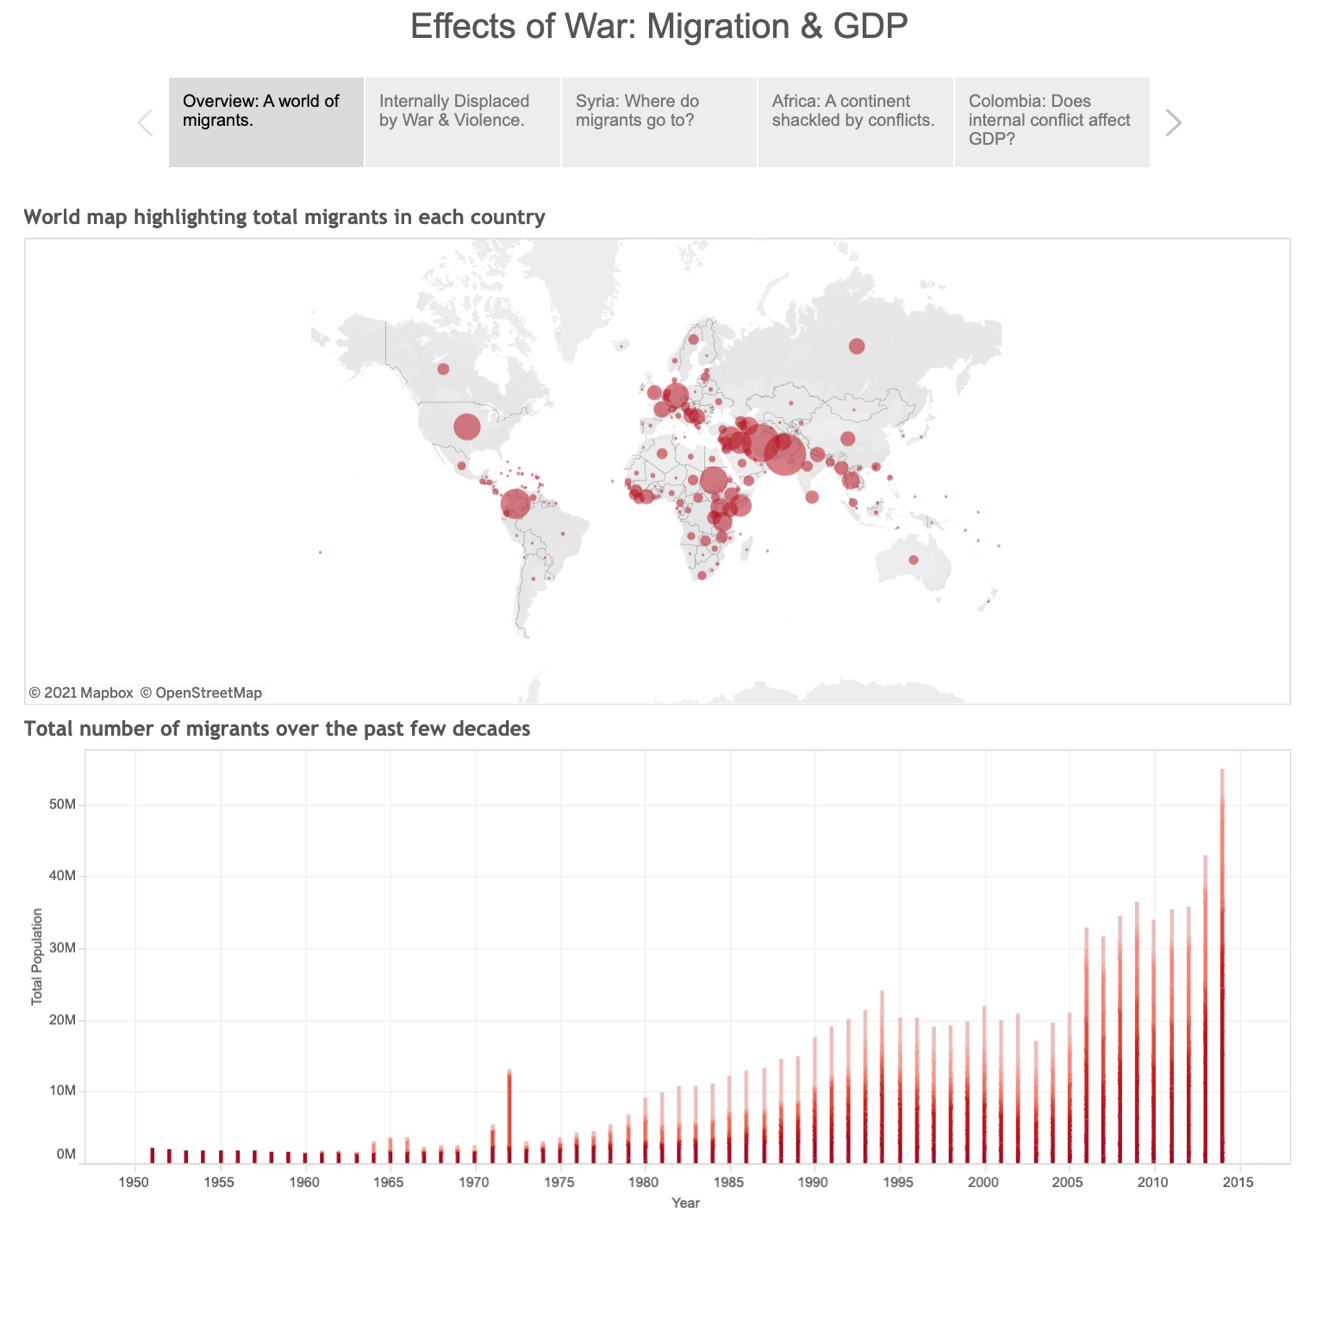 Effects of War: Migration & GDP
Overview: A world of
migrants.
Internally Displaced
by War & Violence.
Syria: Where do
migrants go to?
Africa: A continent
shackled by conflicts.
Colombia: Does
internal conflict affect
GDP?
World map highlighting total migrants in each country
© 2021 Mapbox © OpenStreetMap
Total number of migrants over the past few decades
Total Population
50M
40M
30M
20M
10M
0M
1950 1955 1960 1965 1970 1975 1980 1985 1990 1995 2000 2005 2010 2015
Year